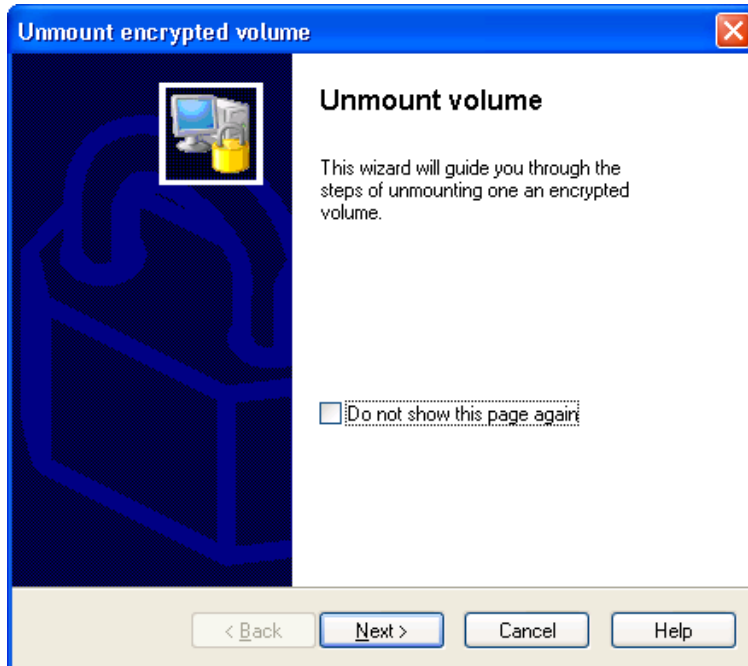 Unmount encrypted volume
Unmount volume
This wizard will guide you through the
steps of unmounting one an encrypted
volume.
Do not show this page again
< Back
Next >
Cancel
Help